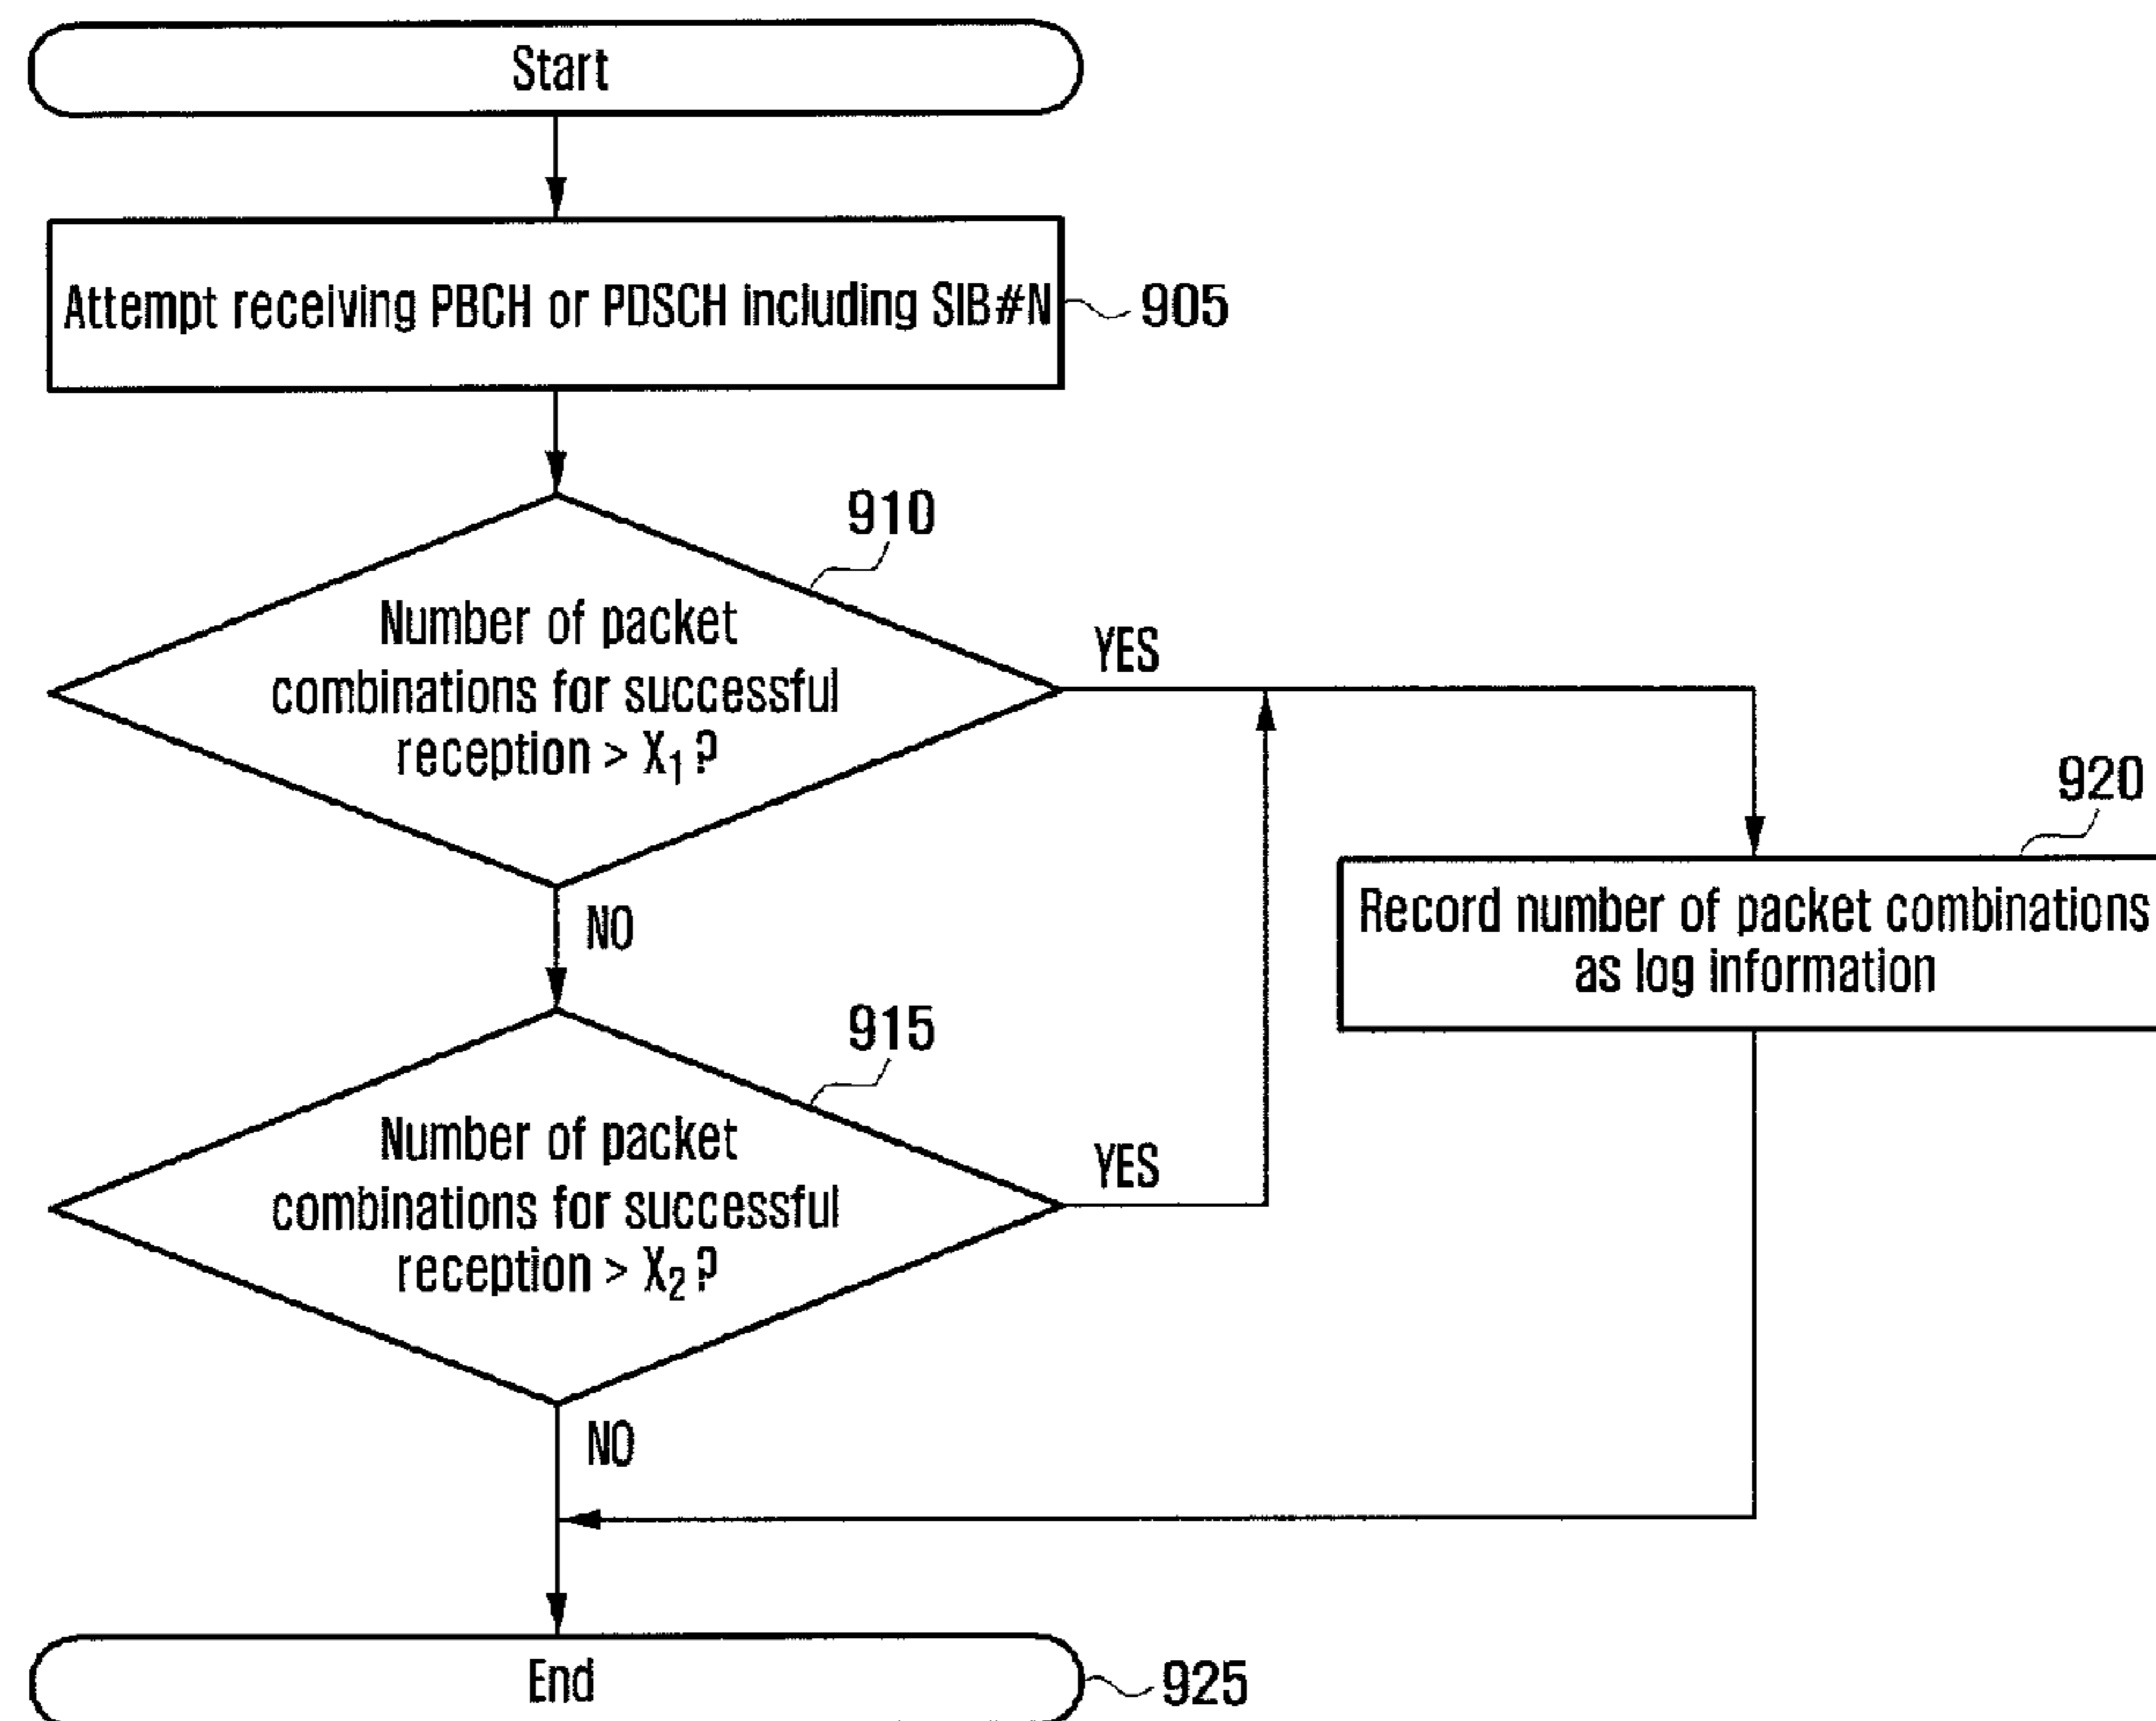 Start
Attempt receiving PBCH or PDSCH including SIB#N
905
910
Number of packet
combinations for successful
reception > X₁?
YES
NO
920
Record number of packet combinations
as log information
915
Number of packet
combinations for successful
reception > X₂?
YES
NO
End
925